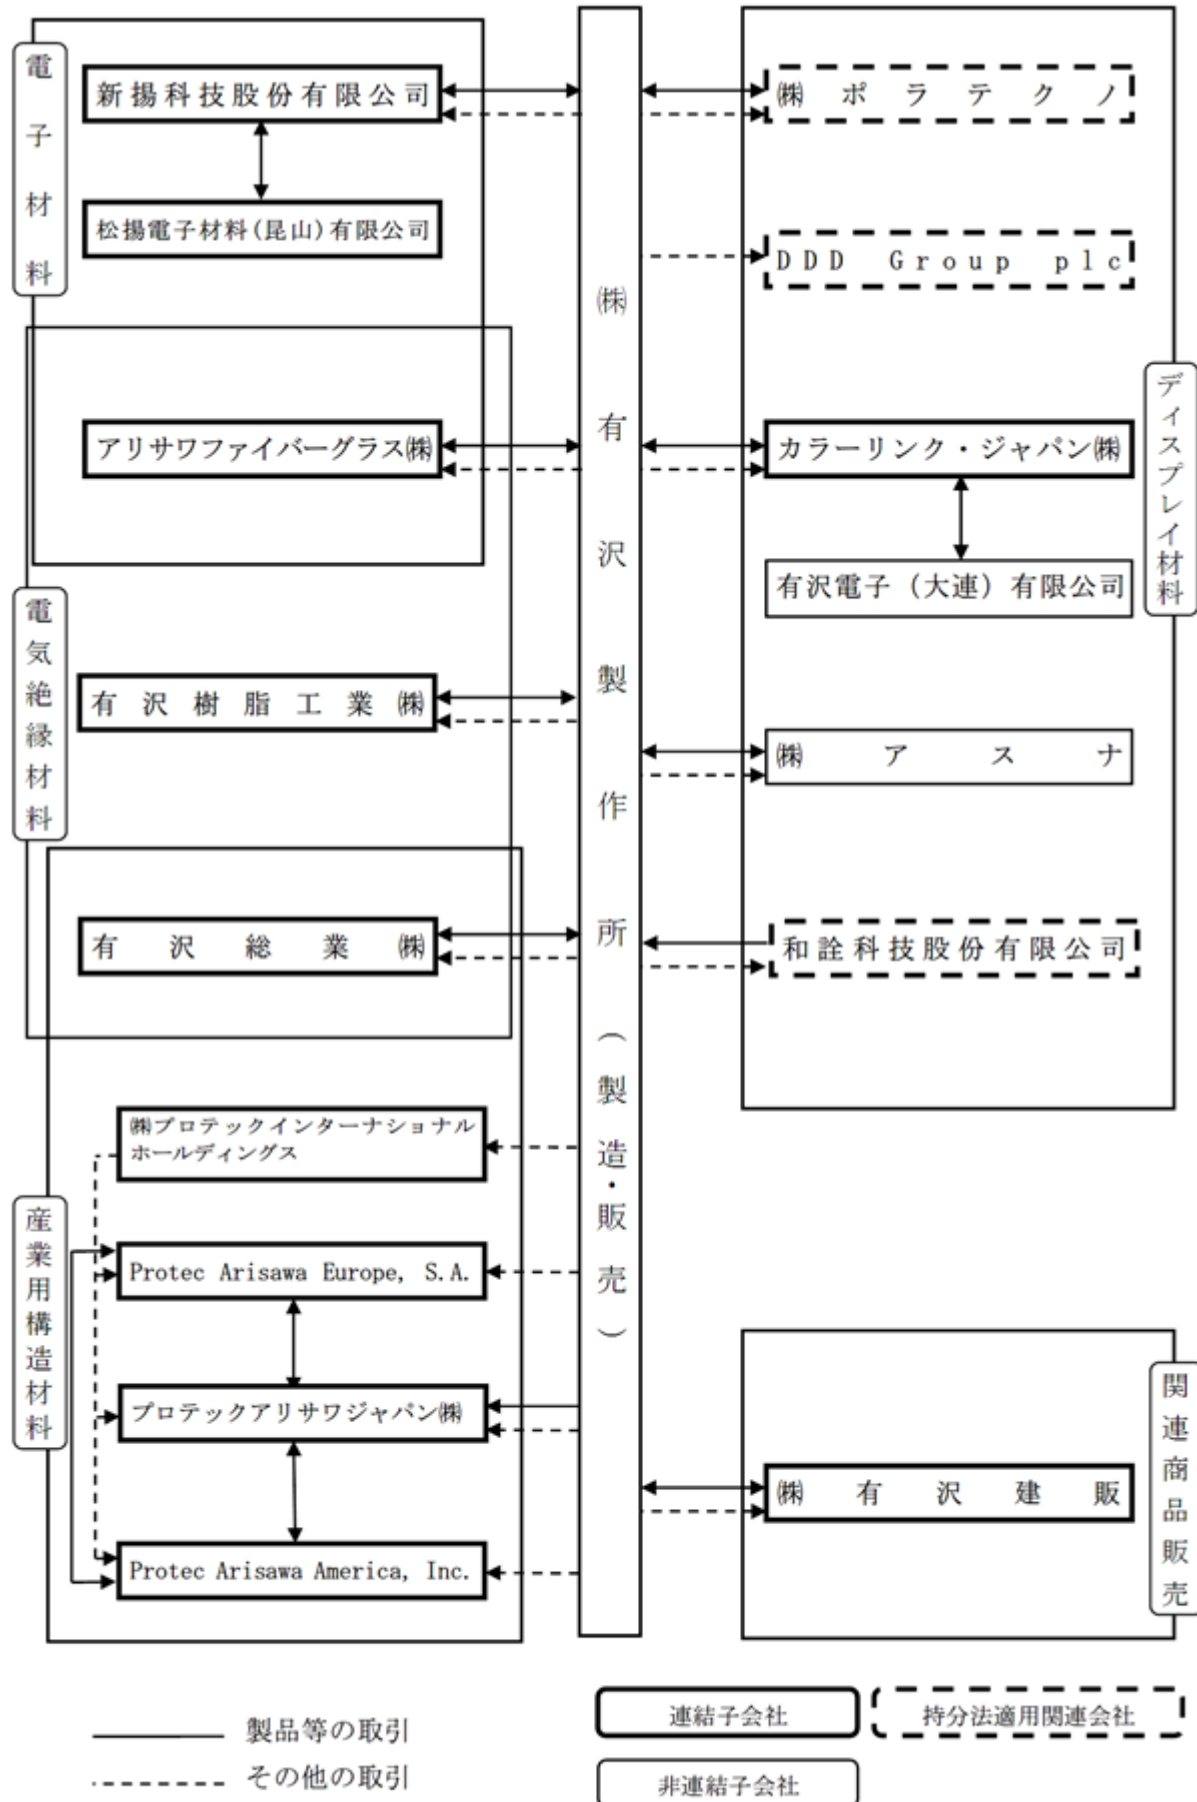 電子材料
新揚科技股份有限公司
松揚電子材料(昆山)有限公司
アリサワファイバーグラス㈱
電気絶縁材料
有沢樹脂工業㈱
有沢総業㈱
産業用構造材料
㈱プロテックインターナショナル
ホールディングス
Protec Arisawa Europe, S.A.
プロテックアリサワジャパン㈱
Protec Arisawa America, Inc.
㈱有沢製作所(製造・販売)
㈱ポラテクノ
DDD Group plc
カラーリンク・ジャパン㈱
有沢電子(大連)有限公司
㈱アスナ
和詮科技股份有限公司
ディスプレイ材料
㈱有沢建販
関連商品販売
製品等の取引
その他の取引
連結子会社
持分法適用関連会社
非連結子会社